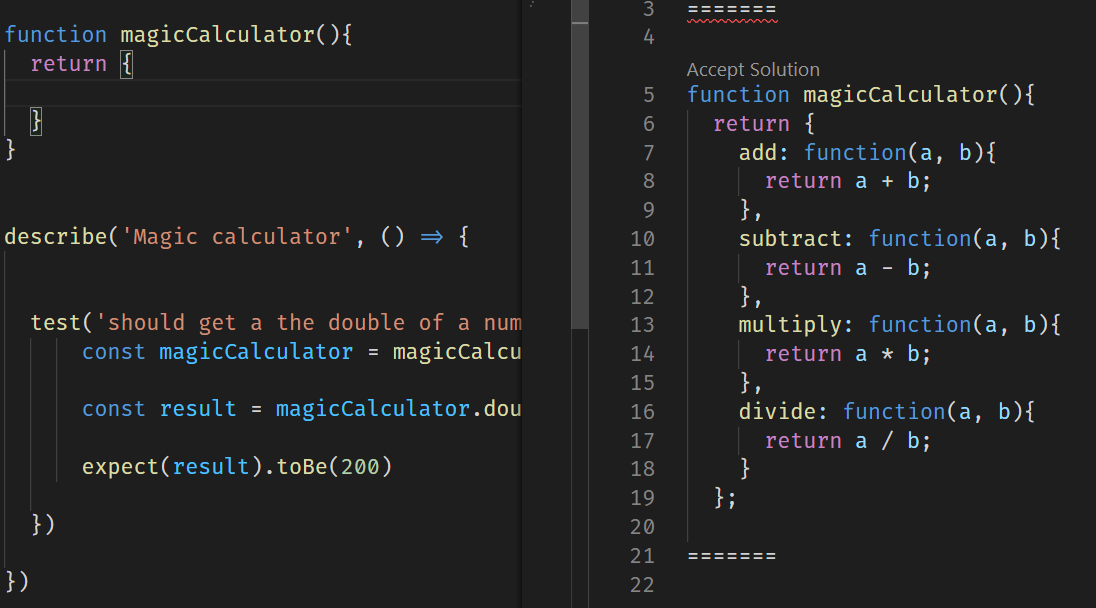 function magicCalculator(){
  return {

  }
}
describe('Magic calculator', () => {
  test('should get a the double of a num
      const magicCalculator = magicCalcu
      const result = magicCalculator.dou
      expect(result).toBe(200)
  })
})
3 =======
4
Accept Solution
5 function magicCalculator(){
6   return {
7     add: function(a, b){
8       return a + b;
9     },
10     subtract: function(a, b){
11       return a - b;
12     },
13     multiply: function(a, b){
14       return a * b;
15     },
16     divide: function(a, b){
17       return a / b;
18     }
19   };
20
21 =======
22